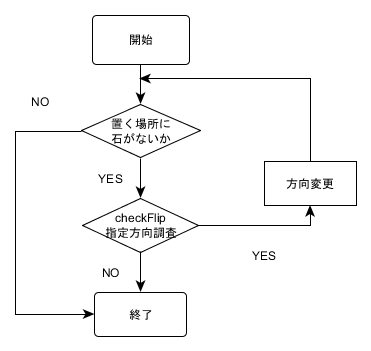 開始
NO
置く場所に
石がないか
YES
方向変更
checkFlip
指定方向調査
YES
NO
終了